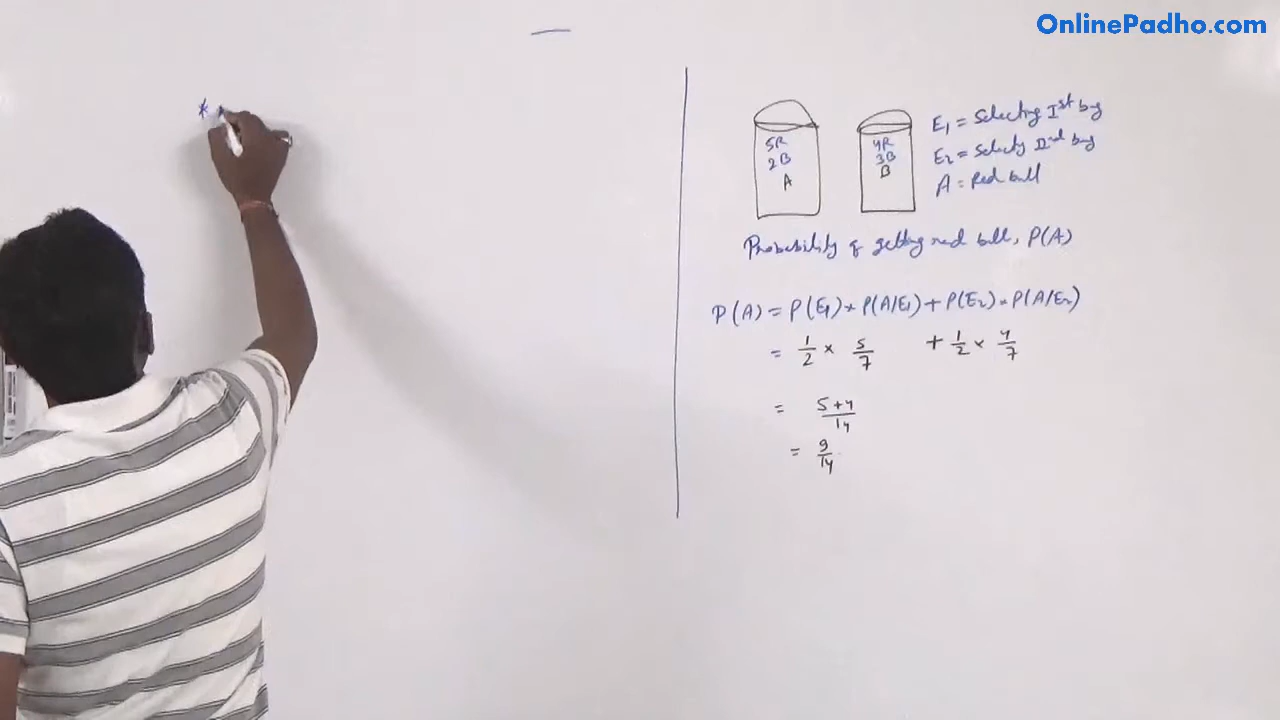 OnlinePadho.com
*
5R
2B
A
4R
3B
B
E₁ = Selecting Iˢᵗ bag
E₂ = Selecty IIⁿᵈ bag
A = Red ball
Probability of getting red ball, P(A)
P(A) = P(E₁) × P(A/E₁) + P(E₂) × P(A/E₂)
= 1/2 × 5/7 + 1/2 × 4/7
= 5+4/14
= 9/14